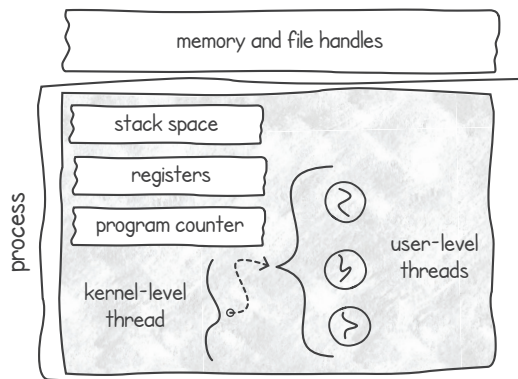 memory and file handles
stack space
registers
program counter
process
kernel-level
thread
user-level
threads